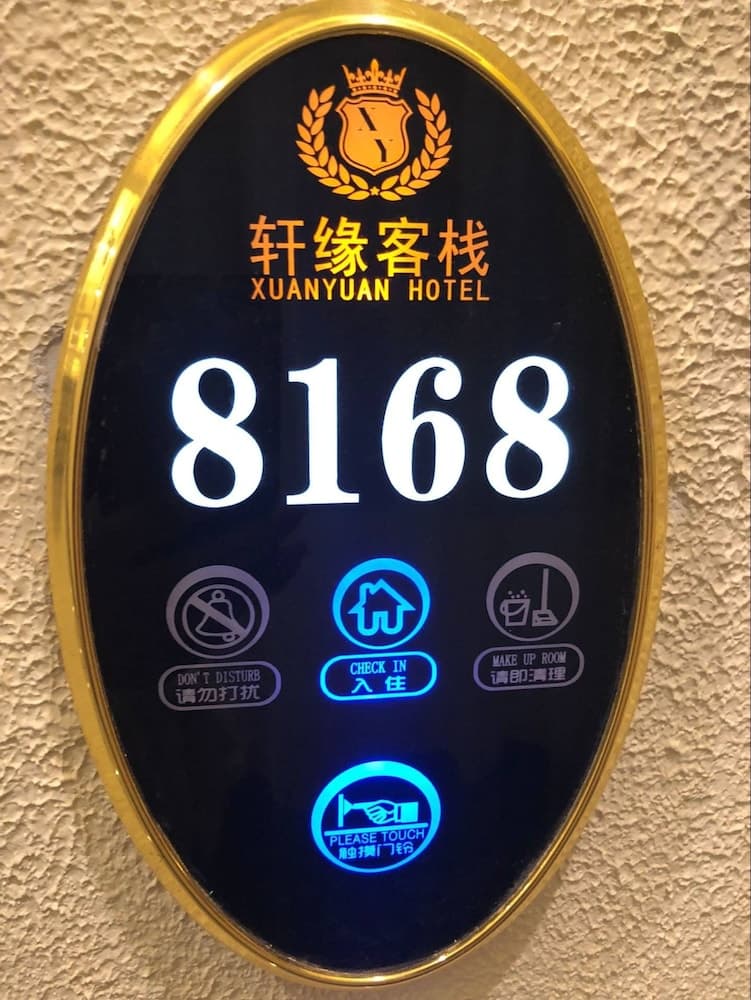 XY
轩缘客栈
XUANYUAN HOTEL
8168
DON'T DISTURB
请勿打扰
CHECK IN
入住
MAKE UP ROOM
请即清理
PLEASE TOUCH
触摸门铃